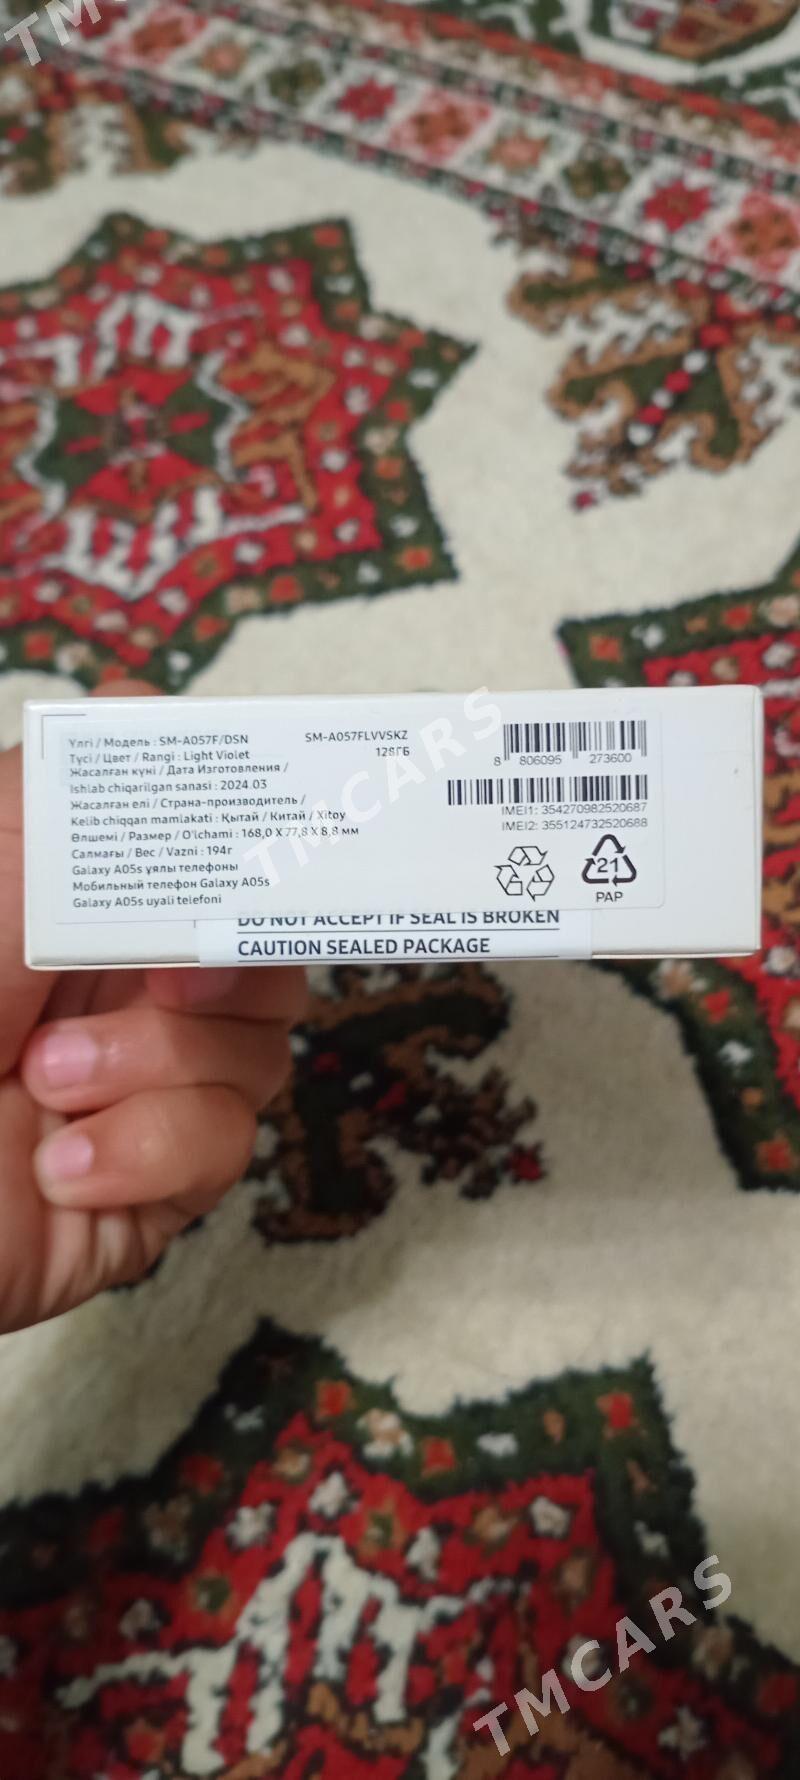 TMCARS
Үлгі / Модель : SM-A057F/DSN
SM-A057FLVVSKZ
128ГБ
Түсі / Цвет / Rangi : Light Violet
Жасалған күні / Дата Изготовления /
Ishlab chiqarilgan sanasi : 2024.03
Жасалған елі / Страна-производитель /
Kelib chiqqan mamlakati : Қытай / Китай / Xitoy
Өлшемі / Размер / O'lchami : 168,0 X 77,8 X 8,8 мм
Салмағы / Вес / Vazni : 194г
Galaxy A05s ұялы телефоны
Мобильный телефон Galaxy A05s
Galaxy A05s uyali telefoni
8 806095 273600
IMEI1: 354270982520687
IMEI2: 355124732520688
21
PAP
DO NOT ACCEPT IF SEAL IS BROKEN
CAUTION SEALED PACKAGE
TMCARS
TMCARS